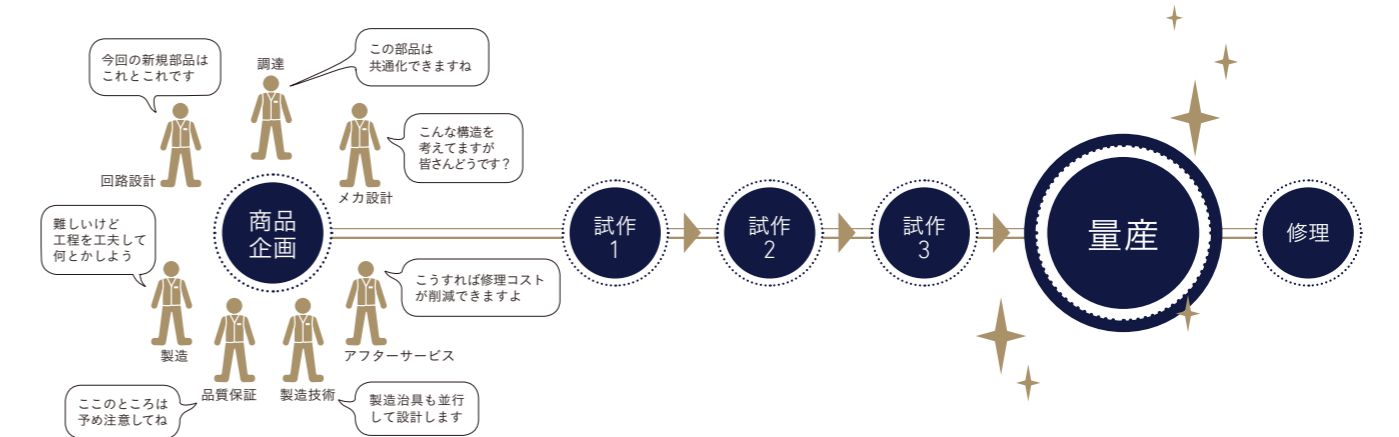 今回の新規部品は
これとこれです
調達
この部品は
共通化できますね
こんな構造を
考えてますが
皆さんどうです？
回路設計
メカ設計
商品
企画
難しいけど
工程を工夫して
何とかしよう
こうすれば修理コスト
が削減できますよ
製造
アフターサービス
品質保証
製造技術
ここのところは
予め注意してね
製造治具も並行
して設計します
試作
1
試作
2
試作
3
量産
修理